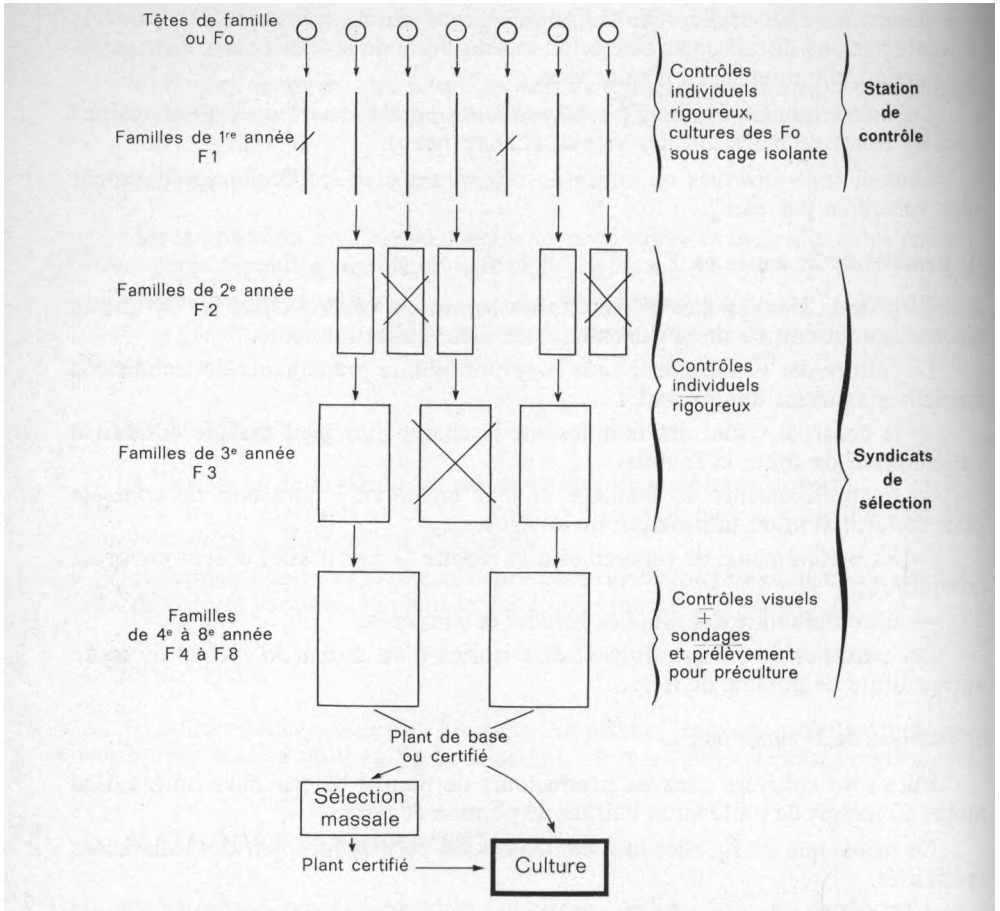 Têtes de famille
ou Fo
Contrôles
individuels
rigoureux,
cultures des Fo
sous cage isolante
Station
de
contrôle
Familles de 1re année
F1
Familles de 2e année
F2
Contrôles
individuels
rigoureux
Familles de 3e année
F3
Syndicats
de
sélection
Familles
de 4e à 8e année
F4 à F8
Contrôles visuels
+
sondages
et prélèvement
pour préculture
Plant de base
ou certifié
Sélection
massale
Plant certifié
Culture